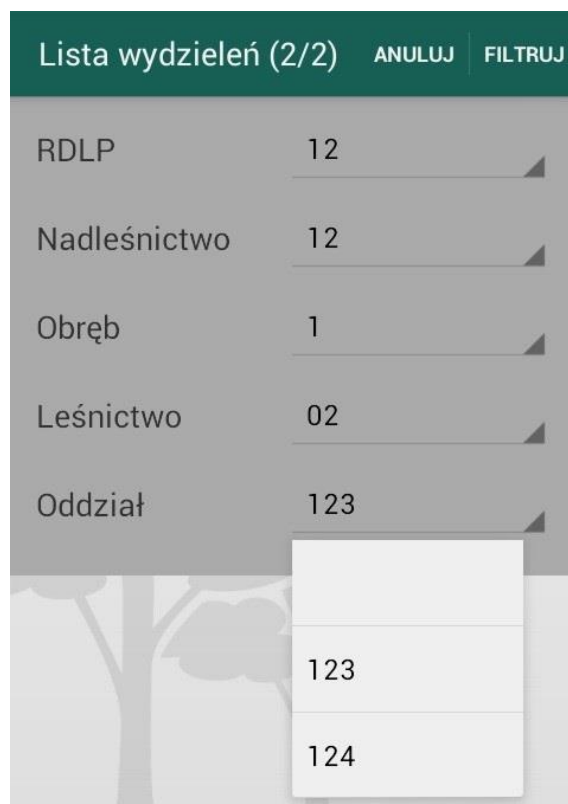 Lista wydzieleń (2/2) ANULUJ FILTRUJ
RDLP 12
Nadleśnictwo 12
Obręb 1
Leśnictwo 02
Oddział 123
123
124